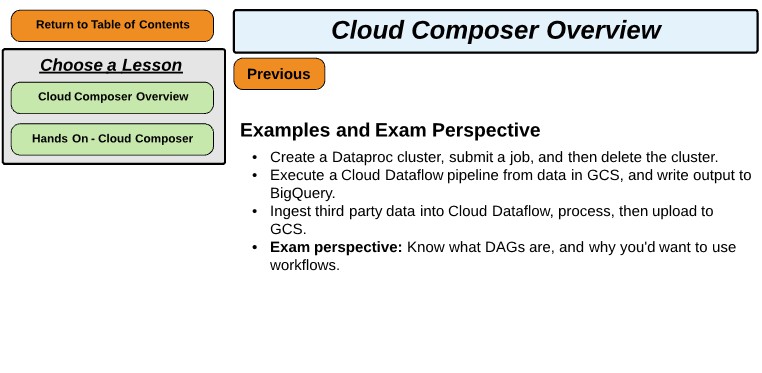 Return to Table of Contents
Choose a Lesson
Cloud Composer Overview
Hands On - Cloud Composer
Cloud Composer Overview
Previous
Examples and Exam Perspective
• Create a Dataproc cluster, submit a job, and then delete the cluster.
• Execute a Cloud Dataflow pipeline from data in GCS, and write output to
BigQuery.
• Ingest third party data into Cloud Dataflow, process, then upload to
GCS.
• Exam perspective: Know what DAGs are, and why you'd want to use
workflows.